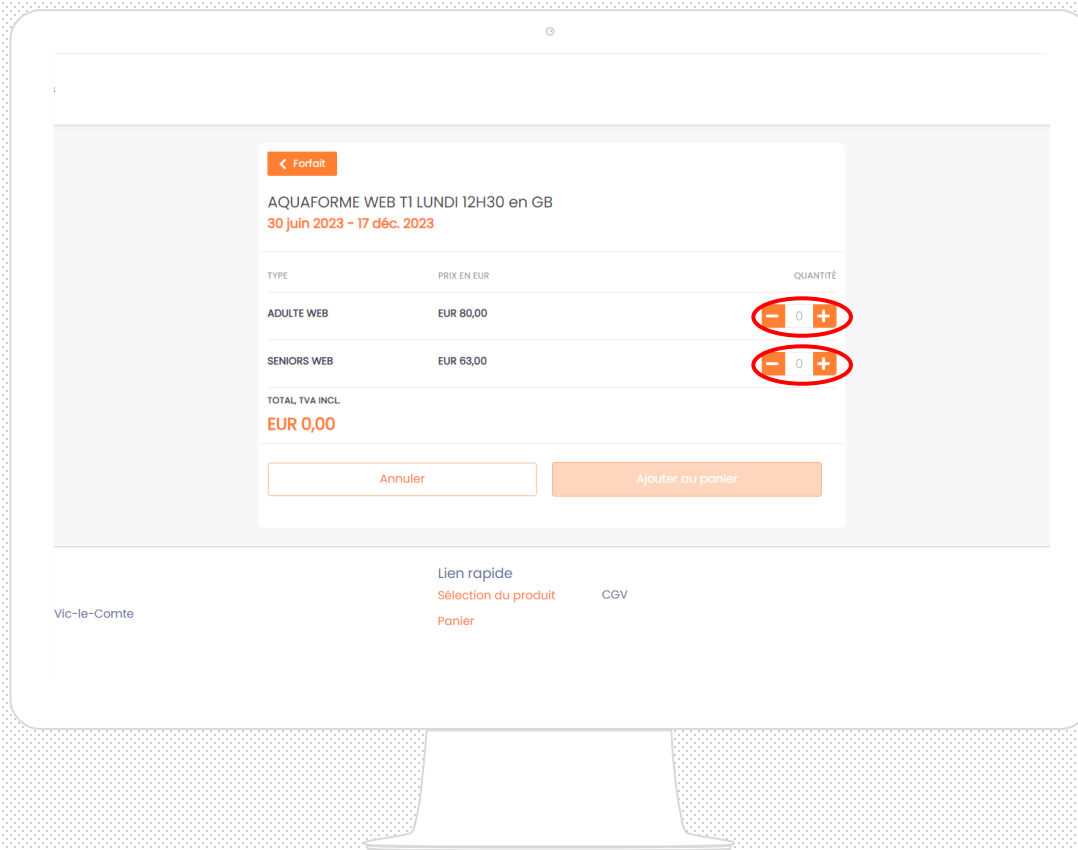 Forfait
AQUAFORME WEB T1 LUNDI 12H30 en GB
30 juin 2023 - 17 déc. 2023
TYPE PRIX EN EUR QUANTITÉ
ADULTE WEB EUR 80,00 0
SENIORS WEB EUR 63,00 0
TOTAL, TVA INCL.
EUR 0,00
Annuler Ajouter au panier
Lien rapide
Sélection du produit CGV
Vic-le-Comte
Panier